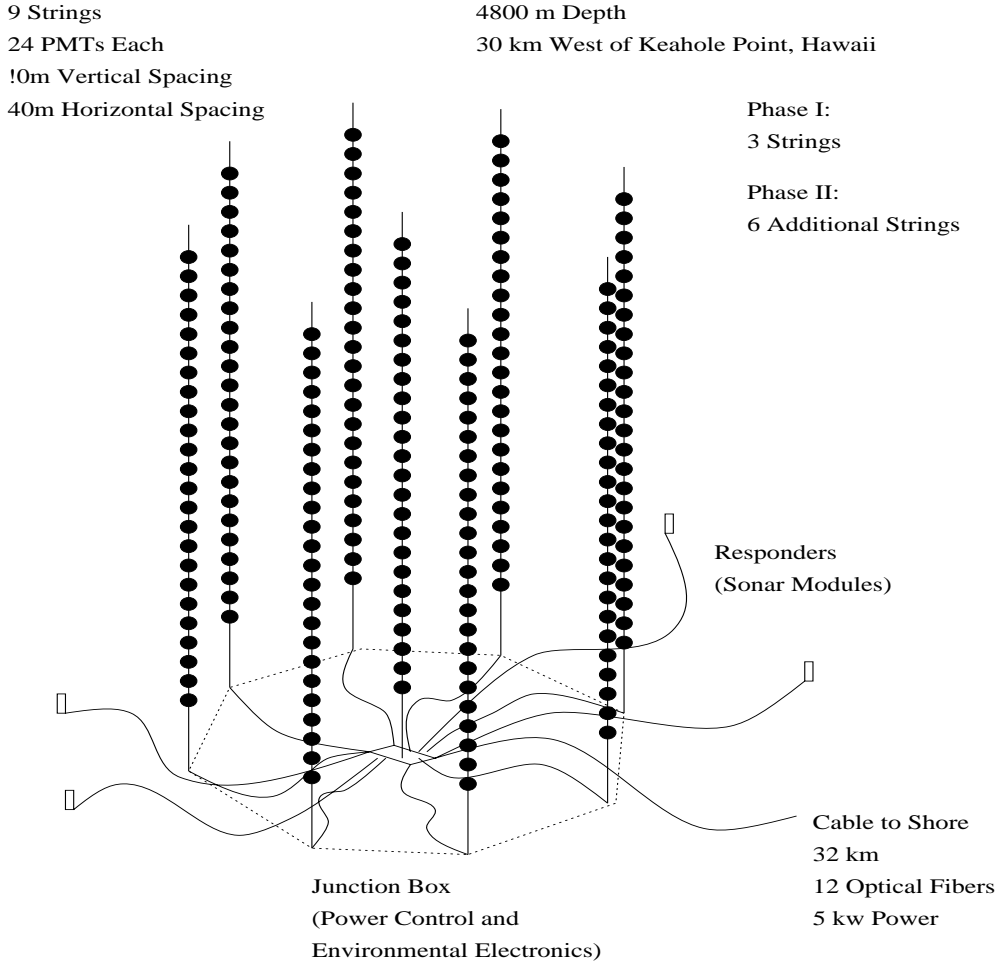 9 Strings
24 PMTs Each
!0m Vertical Spacing
40m Horizontal Spacing
4800 m Depth
30 km West of Keahole Point, Hawaii
Phase I:
3 Strings
Phase II:
6 Additional Strings
Responders
(Sonar Modules)
Cable to Shore
32 km
12 Optical Fibers
5 kw Power
Junction Box
(Power Control and
Environmental Electronics)